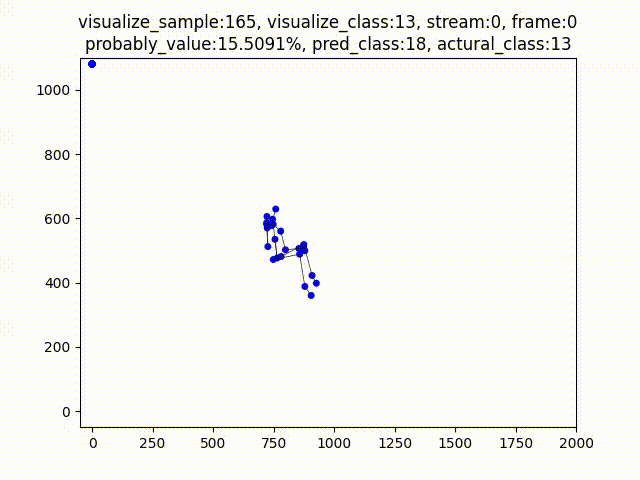 visualize_sample:165, visualize_class:13, stream:0, frame:0
probably_value:15.5091%, pred_class:18, actural_class:13
1000
800
600
400
200
0
0 250 500 750 1000 1250 1500 1750 2000